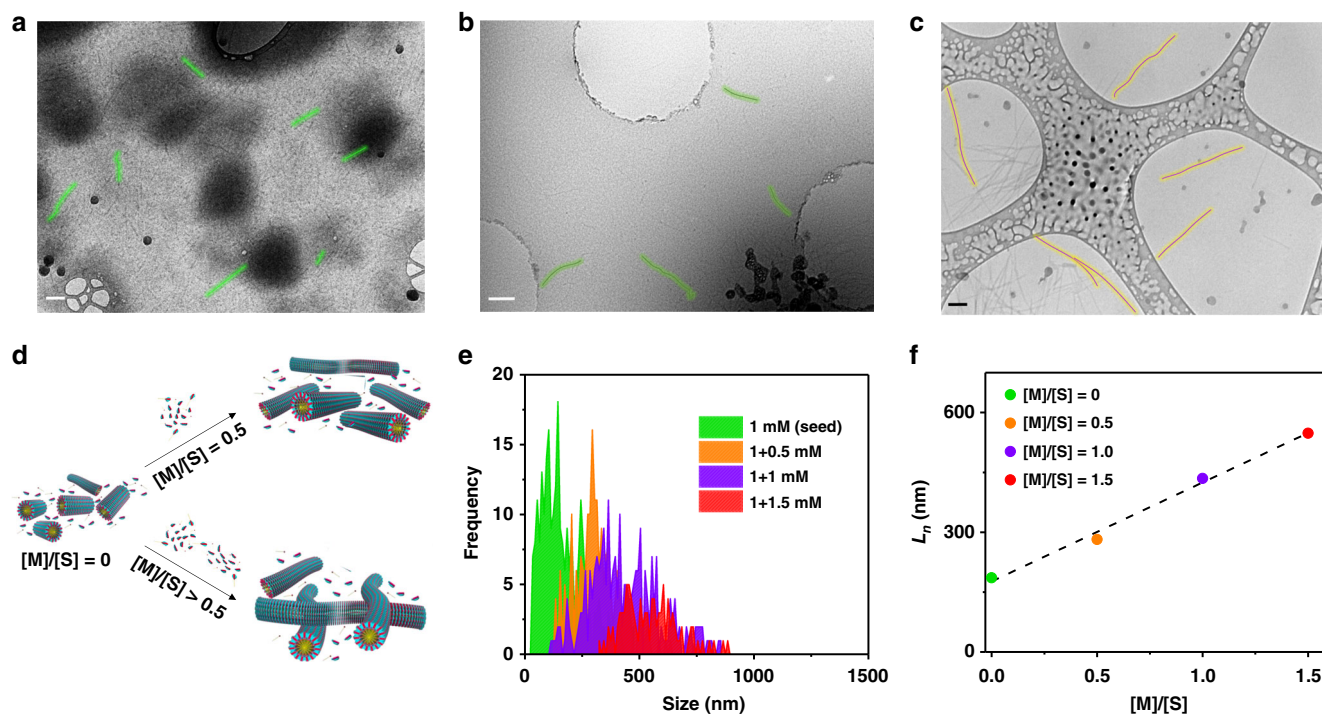 a
b
c
d
[M]/[S] = 0.5
[M]/[S] = 0
[M]/[S] > 0.5
e
20
15
10
5
0
Frequency
0
500
1000
1500
Size (nm)
1 mM (seed)
1+0.5 mM
1+1 mM
1+1.5 mM
f
600
300
0
Lₙ (nm)
0.0
0.5
1.0
1.5
[M]/[S]
[M]/[S] = 0
[M]/[S] = 0.5
[M]/[S] = 1.0
[M]/[S] = 1.5